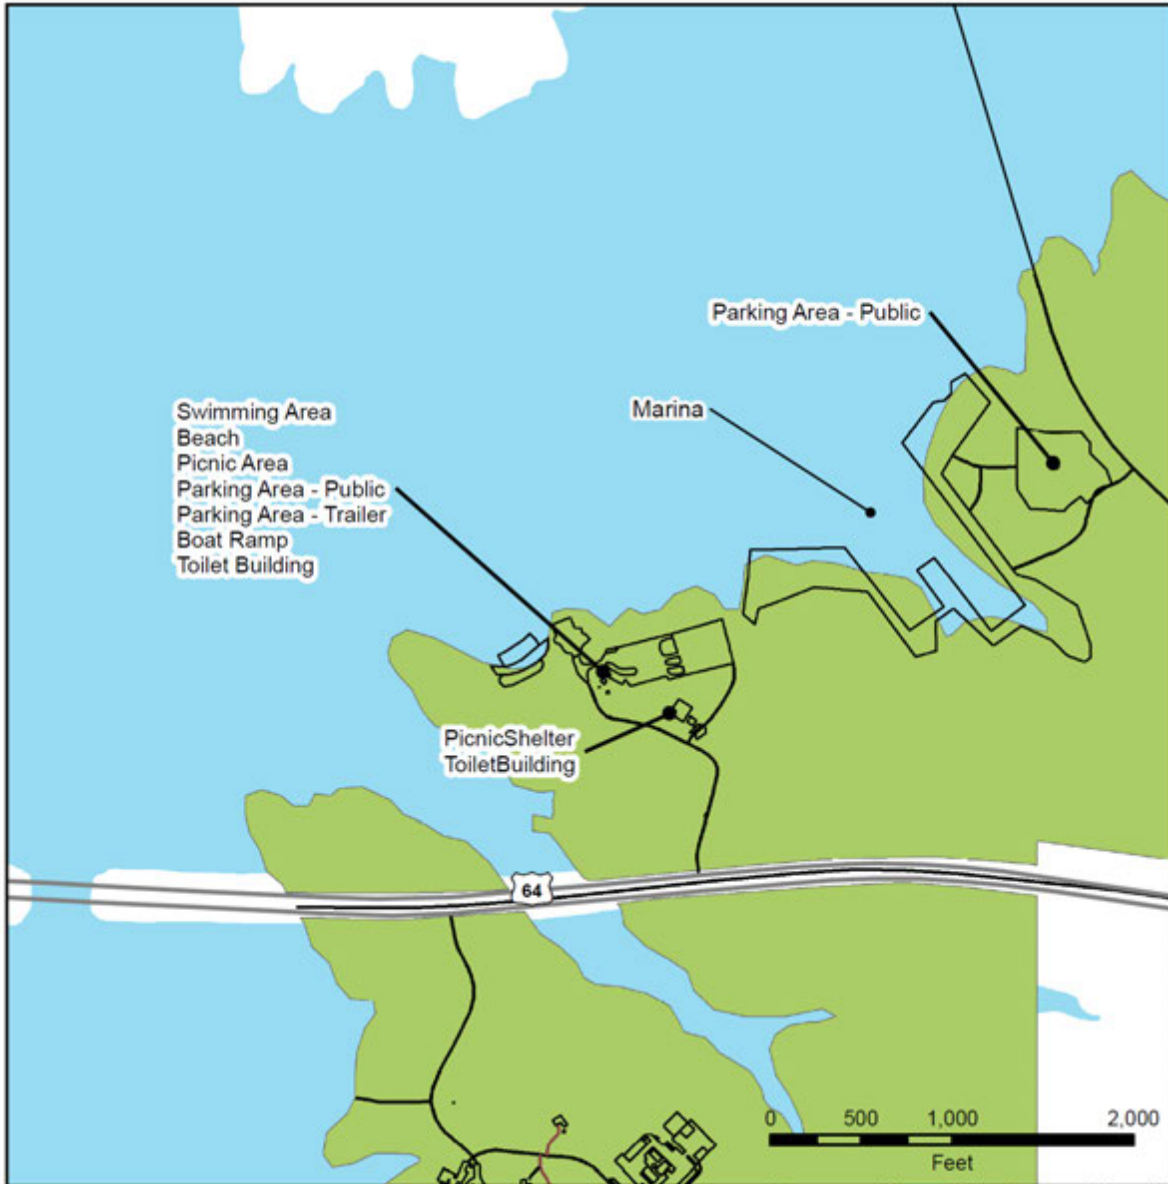 Parking Area - Public
Marina
Swimming Area
Beach
Picnic Area
Parking Area - Public
Parking Area - Trailer
Boat Ramp
Toilet Building
PicnicShelter
ToiletBuilding
64
0 500 1,000 2,000
Feet